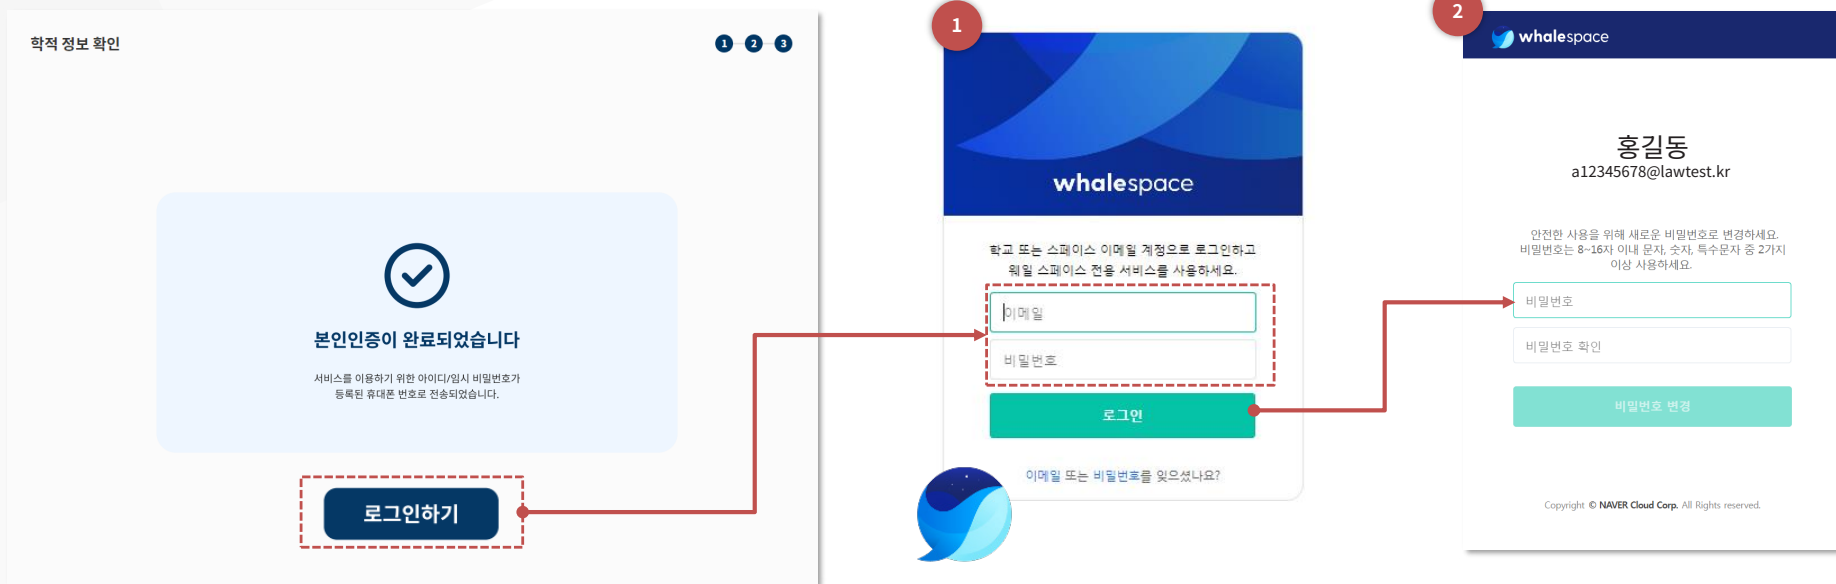 학적 정보 확인
1 2 3
본인인증이 완료되었습니다
서비스를 이용하기 위한 아이디/임시 비밀번호가
등록된 휴대폰 번호로 전송되었습니다.
로그인하기
1
whalespace
학교 또는 스페이스 이메일 계정으로 로그인하고
웨일 스페이스 전용 서비스를 사용하세요.
이메일
비밀번호
로그인
이메일 또는 비밀번호를 잊으셨나요?
2
whalespace
홍길동
a12345678@lawtest.kr
안전한 사용을 위해 새로운 비밀번호로 변경하세요.
비밀번호는 8~16자 이내 문자, 숫자, 특수문자 중 2가지
이상 사용하세요.
비밀번호
비밀번호 확인
비밀번호 변경
Copyright © NAVER Cloud Corp. All Rights reserved.